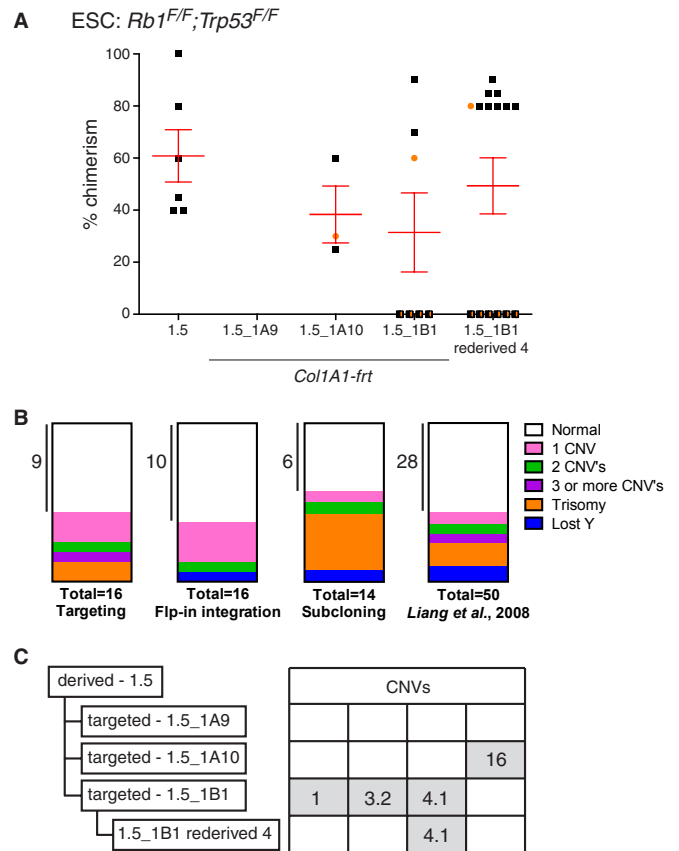 A ESC: Rb1F/F;Trp53F/F
% chimerism
100
80
60
40
20
0
1.5 1.5_1A9 1.5_1A10 1.5_1B1 1.5_1B1
rederived 4
Col1A1-frt
B
9 10 6 28
Normal
1 CNV
2 CNV's
3 or more CNV's
Trisomy
Lost Y
Total=16 Total=16 Total=14 Total=50
Targeting Flp-in integration Subcloning Liang et al., 2008
C
derived - 1.5 CNVs
targeted - 1.5_1A9
targeted - 1.5_1A10 16
targeted - 1.5_1B1 1 3.2 4.1
1.5_1B1 rederived 4 4.1